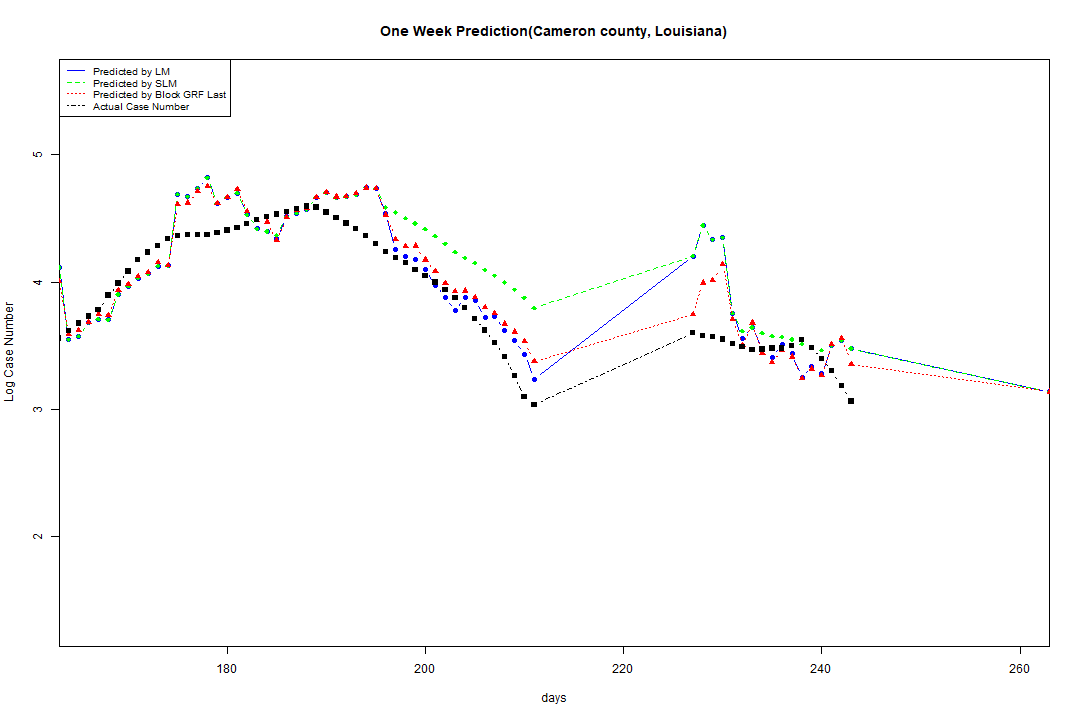 One Week Prediction(Cameron county, Louisiana)
Predicted by LM
Predicted by SLM
Predicted by Block GRF Last
Actual Case Number
5
4
3
2
Log Case Number
180
200
220
240
260
days